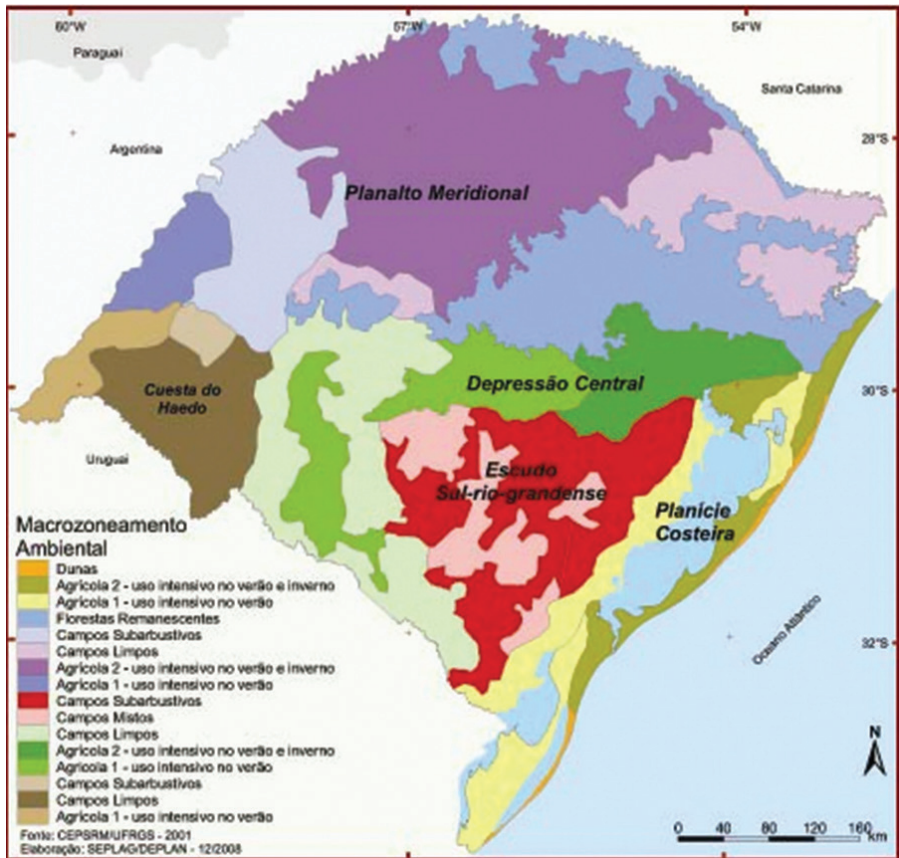 60°W
57°W
54°W
Paraguai
Santa Catarina
Argentina
28°S
Planalto Meridional
Cuesta do
Haedo
Depressão Central
30°S
Uruguai
Escudo
Sul-rio-grandense
Planície
Costeira
Oceano Atlântico
32°S
Macrozoneamento
Ambiental
Dunas
Agrícola 2 - uso intensivo no verão e inverno
Agrícola 1 - uso intensivo no verão
Florestas Remanescentes
Campos Subarbustivos
Campos Limpos
Agrícola 2 - uso intensivo no verão e inverno
Agrícola 1 - uso intensivo no verão
Campos Subarbustivos
Campos Mistos
Campos Limpos
Agrícola 2 - uso intensivo no verão e inverno
Agrícola 1 - uso intensivo no verão
Campos Subarbustivos
Campos Limpos
Agrícola 1 - uso intensivo no verão
Fonte: CEPSRM/UFRGS - 2001
Elaboração: SEPLAG/DEPLAN - 12/2008
N
0 40 80 120 160
km